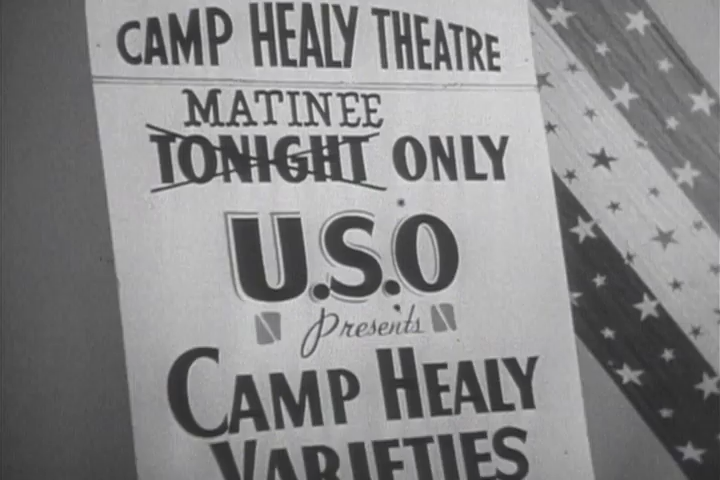 CAMP HEALY THEATRE
MATINEE
TONIGHT ONLY
U.S.O
Presents
CAMP HEALY
VARIETIES